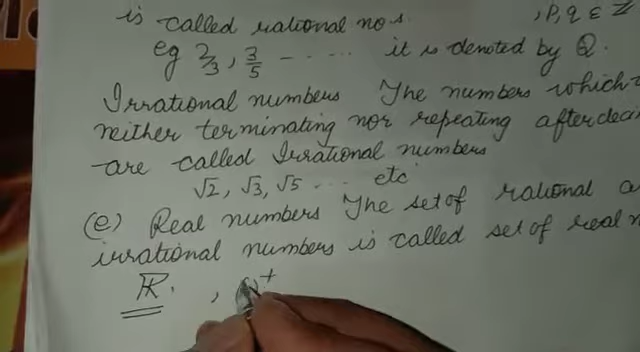 is called rational nos.
, p, q ∈ Z
eg 2/3, 3/5 - - ..... it is denoted by Q.
Irrational numbers The numbers which
neither terminating nor repeating after
are called Irrational numbers
√2, √3, √5 ... etc
(e) Real numbers The set of rational
irrational numbers is called set of real
R. ,